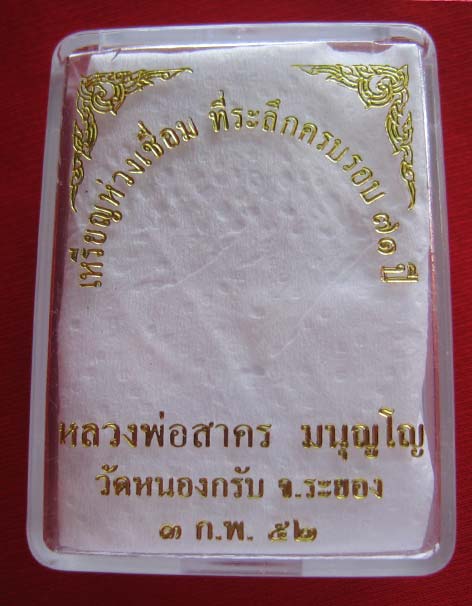 เหรียญห่วงเชื่อม ที่ระลึกครบรอบ ๗๑ ปี
หลวงพ่อสาคร มนุญฺโญ
วัดหนองกรับ จ.ระยอง
๓ ก.พ. ๕๒